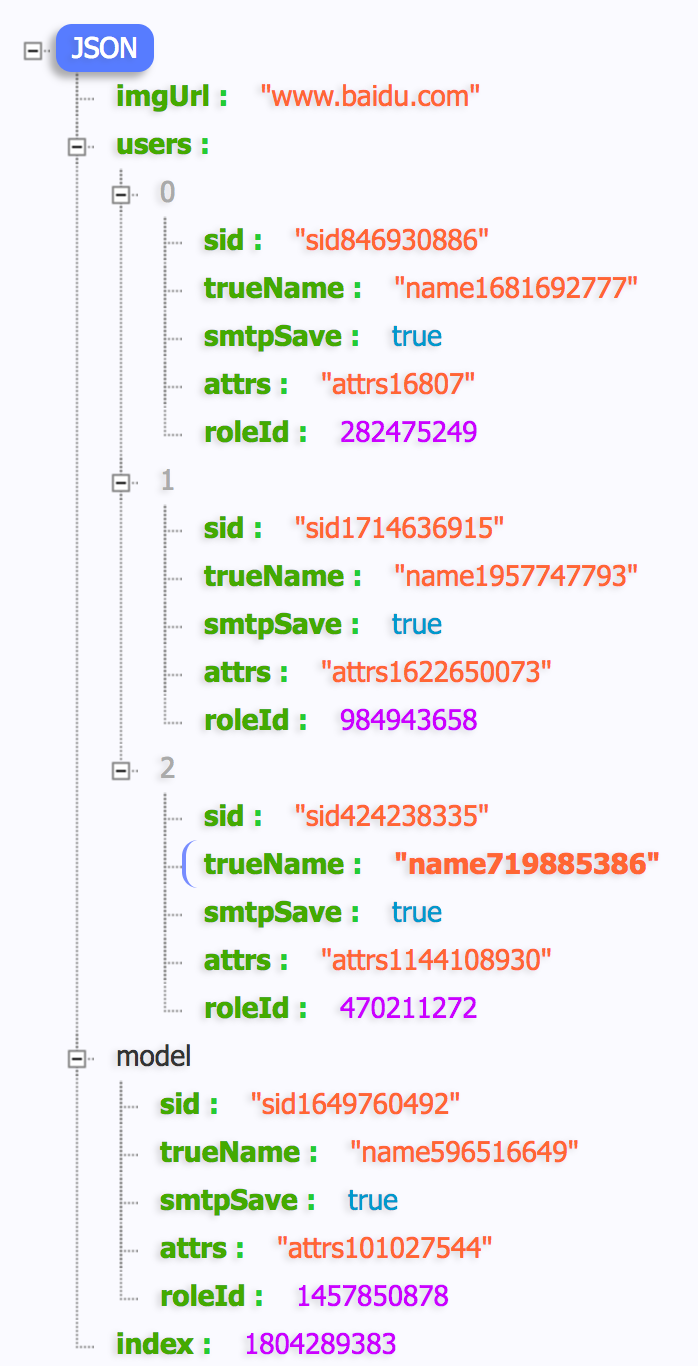 JSON
imgUrl : "www.baidu.com"
users :
0
sid : "sid846930886"
trueName : "name1681692777"
smtpSave : true
attrs : "attrs16807"
roleId : 282475249
1
sid : "sid1714636915"
trueName : "name1957747793"
smtpSave : true
attrs : "attrs1622650073"
roleId : 984943658
2
sid : "sid424238335"
trueName : "name719885386"
smtpSave : true
attrs : "attrs1144108930"
roleId : 470211272
model
sid : "sid1649760492"
trueName : "name596516649"
smtpSave : true
attrs : "attrs101027544"
roleId : 1457850878
index : 1804289383